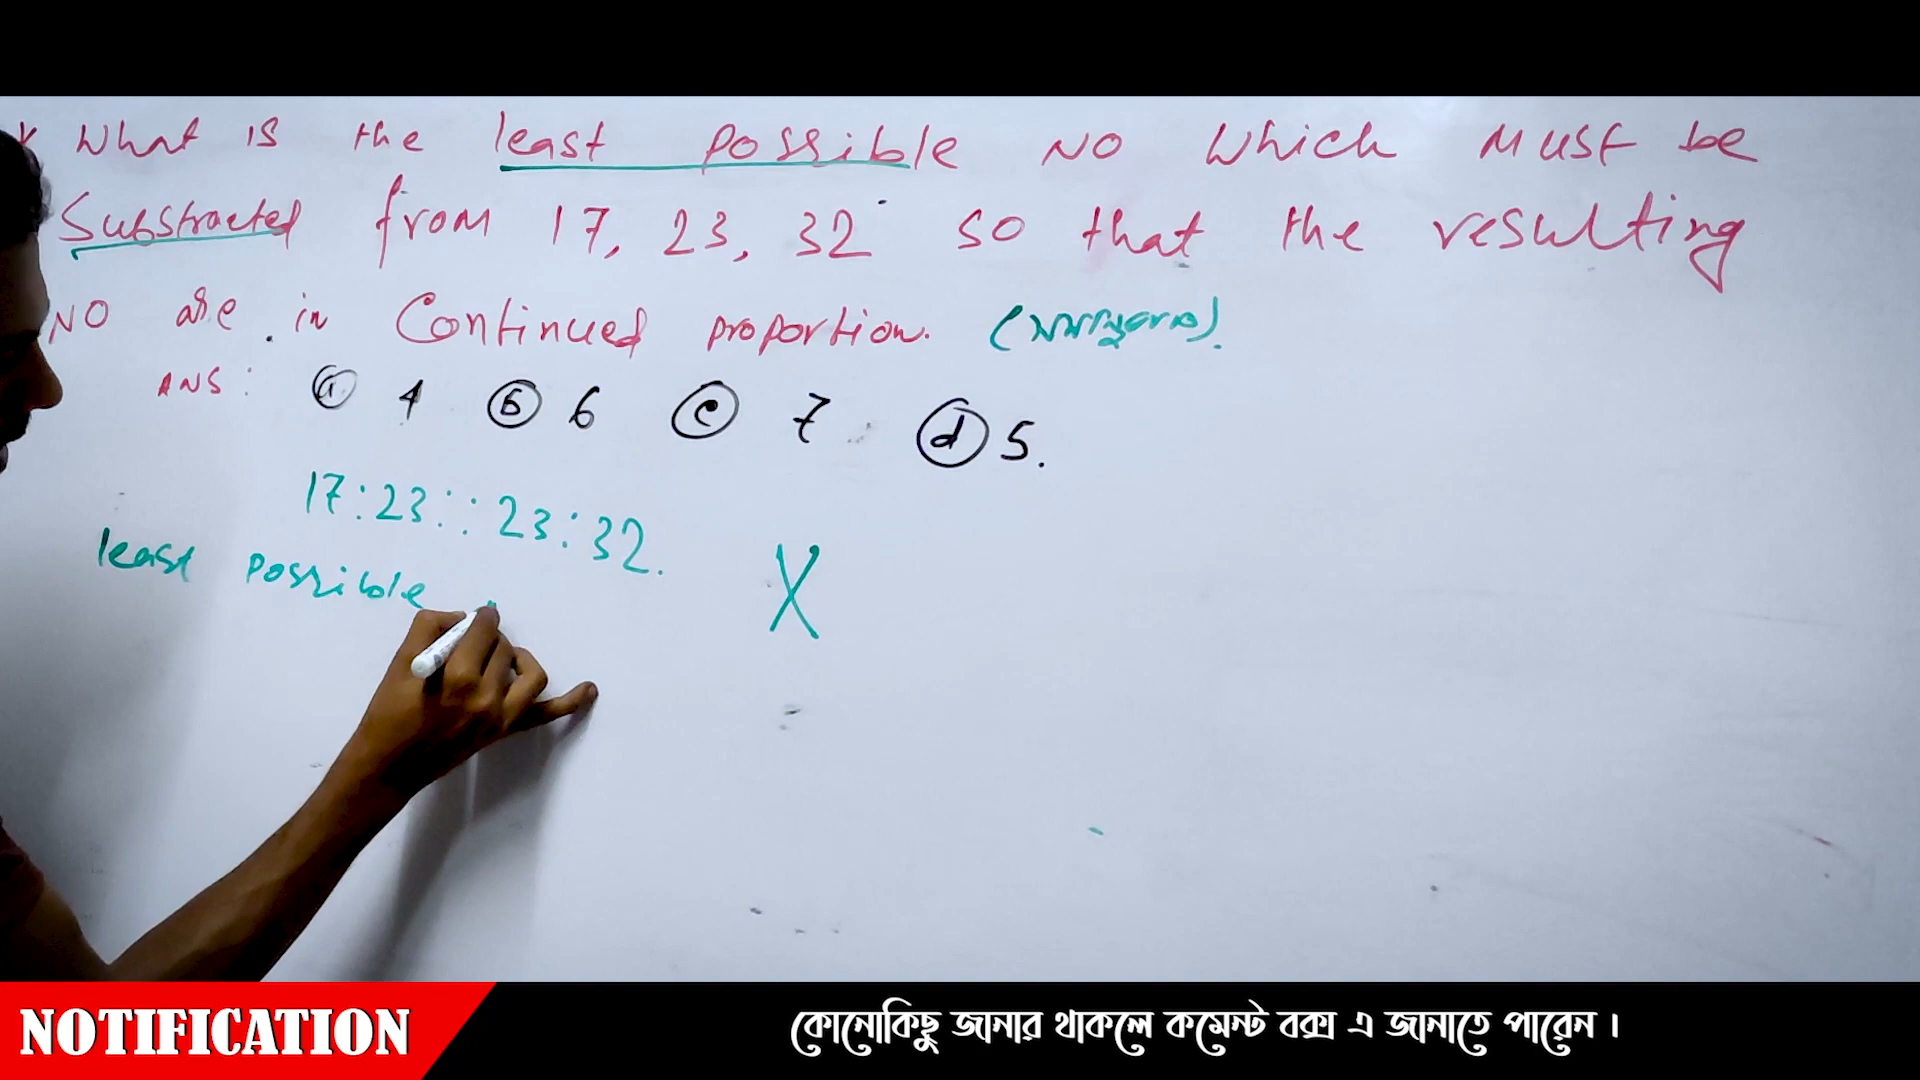 What is the least possible NO which must be
Substracted from 17, 23, 32 so that the resulting
NO are in Continued proportion. (সমানুপাত).
ANS: ⓐ 4 ⓑ 6 ⓒ 7 ⓓ 5.
17:23::23:32.
least possible
X
NOTIFICATION
কোনোকিছু জানার থাকলে কমেন্ট বক্স এ জানাতে পারেন।